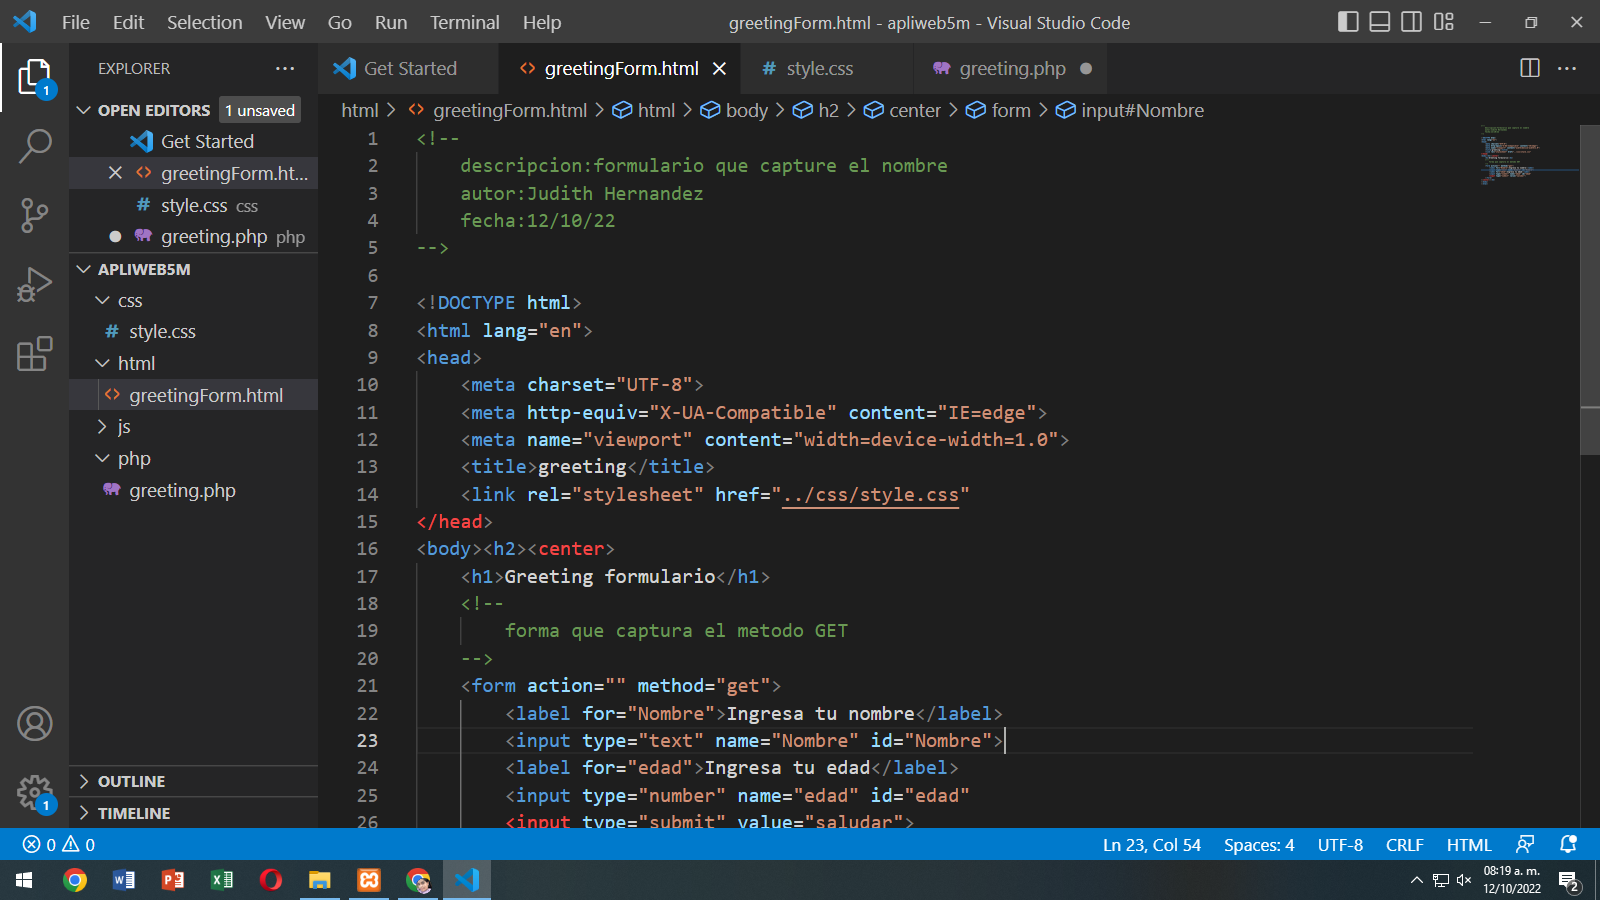 File Edit Selection View Go Run Terminal Help
greetingForm.html - apliweb5m - Visual Studio Code
EXPLORER
OPEN EDITORS 1 unsaved
Get Started
greetingForm.ht...
style.css css
greeting.php php
APLIWEB5M
css
style.css
html
greetingForm.html
js
php
greeting.php
OUTLINE
TIMELINE
1
1
Get Started greetingForm.html style.css greeting.php
html > greetingForm.html > html > body > h2 > center > form > input#Nombre
1 <!--
2 descripcion:formulario que capture el nombre
3 autor:Judith Hernandez
4 fecha:12/10/22
5 -->
6
7 <!DOCTYPE html>
8 <html lang="en">
9 <head>
10 <meta charset="UTF-8">
11 <meta http-equiv="X-UA-Compatible" content="IE=edge">
12 <meta name="viewport" content="width=device-width=1.0">
13 <title>greeting</title>
14 <link rel="stylesheet" href="../css/style.css"
15 </head>
16 <body><h2><center>
17 <h1>Greeting formulario</h1>
18 <!--
19 forma que captura el metodo GET
20 -->
21 <form action="" method="get">
22 <label for="Nombre">Ingresa tu nombre</label>
23 <input type="text" name="Nombre" id="Nombre">
24 <label for="edad">Ingresa tu edad</label>
25 <input type="number" name="edad" id="edad"
26 <input type="submit" value="saludar">
0 0
Ln 23, Col 54 Spaces: 4 UTF-8 CRLF HTML
08:19 a. m.
12/10/2022
2